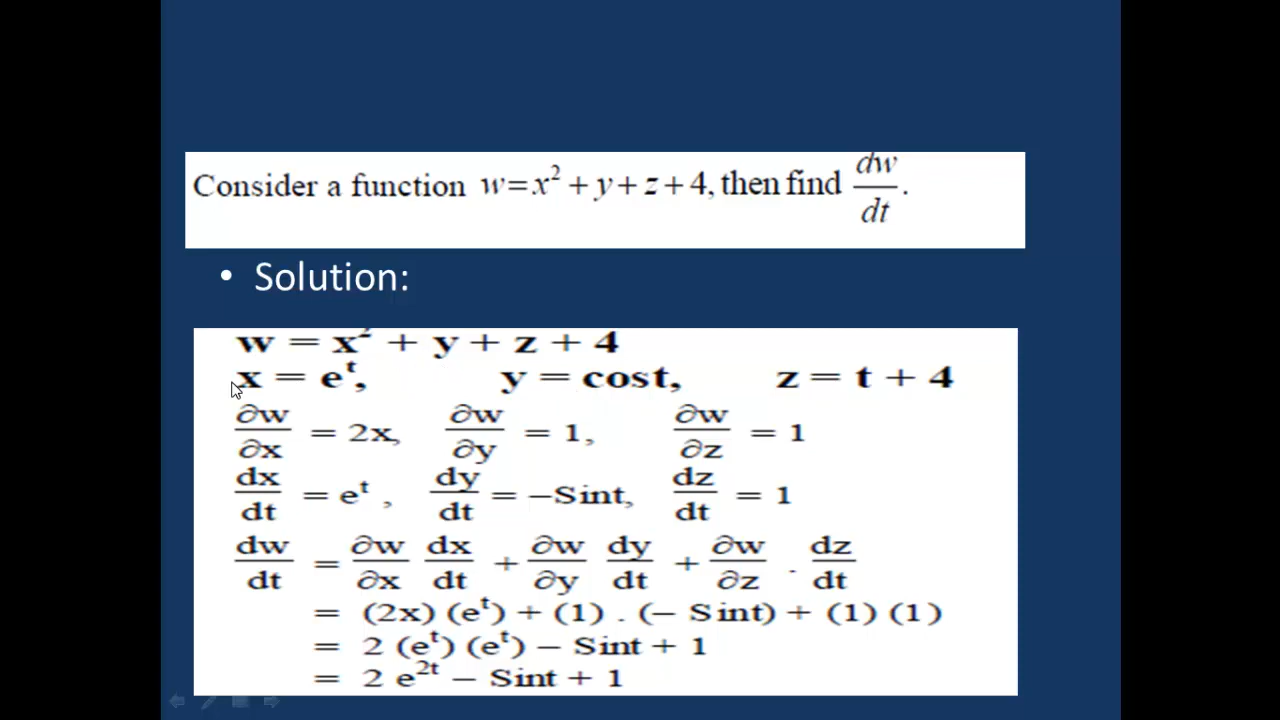 Consider a function w=x²+y+z+4, then find dw/dt.
• Solution:
w = x² + y + z + 4
x = eᵗ, y = cost, z = t + 4
∂w/∂x = 2x, ∂w/∂y = 1, ∂w/∂z = 1
dx/dt = eᵗ , dy/dt = −Sint, dz/dt = 1
dw/dt = ∂w/∂x dx/dt + ∂w/∂y dy/dt + ∂w/∂z . dz/dt
= (2x) (eᵗ) + (1) . (− Sint) + (1) (1)
= 2 (eᵗ) (eᵗ) − Sint + 1
= 2 e²ᵗ − Sint + 1